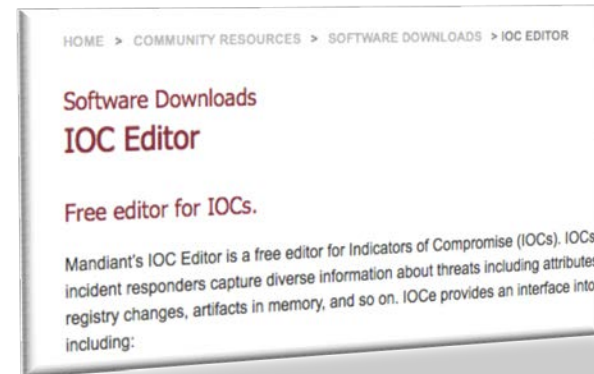 HOME > COMMUNITY RESOURCES > SOFTWARE DOWNLOADS > IOC EDITOR
Software Downloads
IOC Editor
Free editor for IOCs.
Mandiant's IOC Editor is a free editor for Indicators of Compromise (IOCs). IOCs
incident responders capture diverse information about threats including attributes
registry changes, artifacts in memory, and so on. IOCe provides an interface into
including: